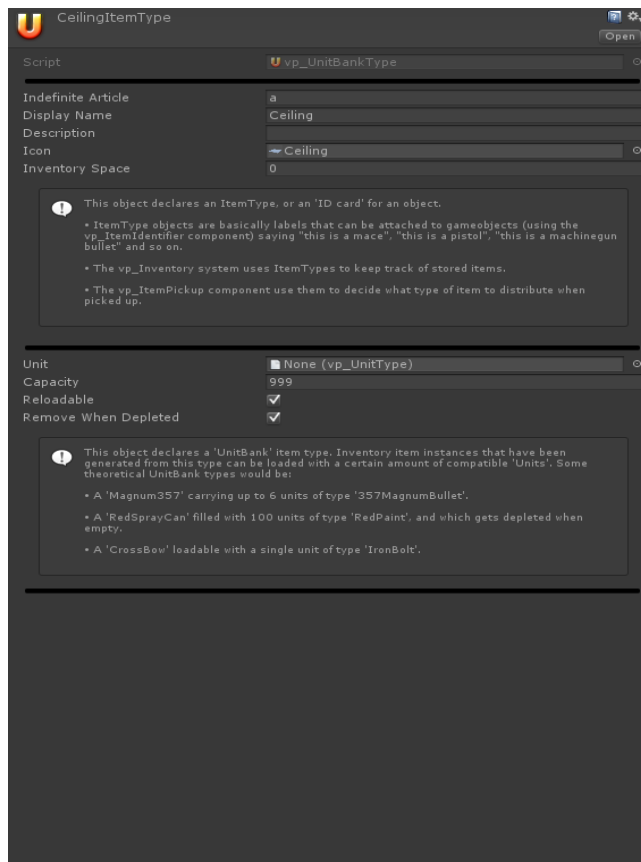 CeilingItemType
Open
Script
vp_UnitBankType
Indefinite Article
a
Display Name
Ceiling
Description
Icon
Ceiling
Inventory Space
0
This object declares an ItemType, or an 'ID card' for an object.
• ItemType objects are basically labels that can be attached to gameobjects (using the
vp_ItemIdentifier component) saying "this is a mace", "this is a pistol", "this is a machinegun
bullet" and so on.
• The vp_Inventory system uses ItemTypes to keep track of stored items.
• The vp_ItemPickup component use them to decide what type of item to distribute when
picked up.
Unit
None (vp_UnitType)
Capacity
999
Reloadable
Remove When Depleted
This object declares a 'UnitBank' item type. Inventory item instances that have been
generated from this type can be loaded with a certain amount of compatible 'Units'. Some
theoretical UnitBank types would be:
• A 'Magnum357' carrying up to 6 units of type '357MagnumBullet'.
• A 'RedSprayCan' filled with 100 units of type 'RedPaint', and which gets depleted when
empty.
• A 'CrossBow' loadable with a single unit of type 'IronBolt'.